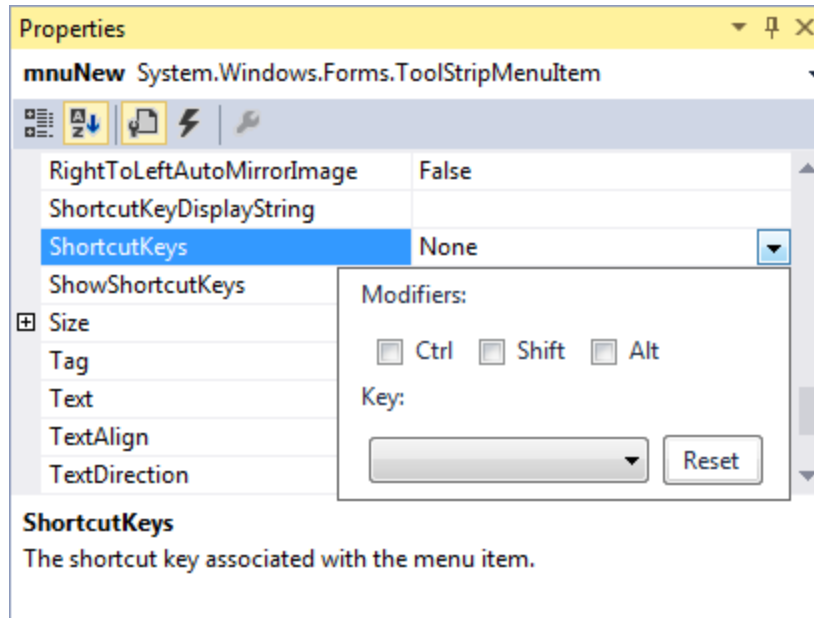 Properties
mnuNew System.Windows.Forms.ToolStripMenuItem
RightToLeftAutoMirrorImage False
ShortcutKeyDisplayString
ShortcutKeys None
ShowShortcutKeys
Modifiers:
Size
Ctrl Shift Alt
Tag
Text
Key:
TextAlign
TextDirection
Reset
ShortcutKeys
The shortcut key associated with the menu item.